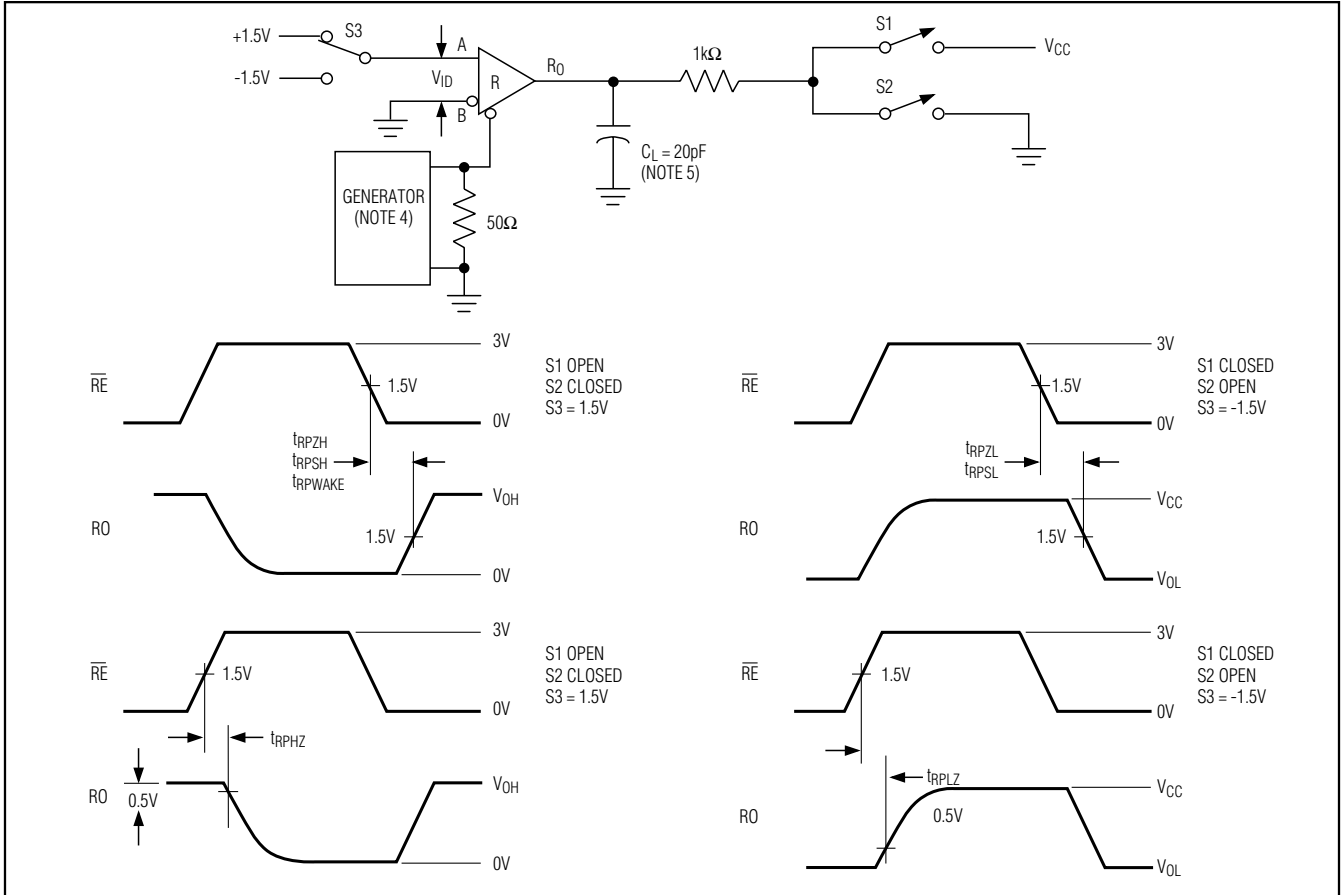 +1.5V
S3
-1.5V
A
VID
B
R
RO
1kΩ
S1
VCC
S2
CL = 20pF
(NOTE 5)
GENERATOR
(NOTE 4)
50Ω
RE
3V
1.5V
0V
S1 OPEN
S2 CLOSED
S3 = 1.5V
tRPZH
tRPSH
tRPWAKE
RO
VOH
1.5V
0V
RE
3V
1.5V
0V
S1 CLOSED
S2 OPEN
S3 = -1.5V
tRPZL
tRPSL
RO
VCC
1.5V
VOL
RE
3V
1.5V
0V
S1 OPEN
S2 CLOSED
S3 = 1.5V
tRPHZ
RO
0.5V
VOH
0V
RE
3V
1.5V
0V
S1 CLOSED
S2 OPEN
S3 = -1.5V
tRPLZ
RO
0.5V
VCC
VOL